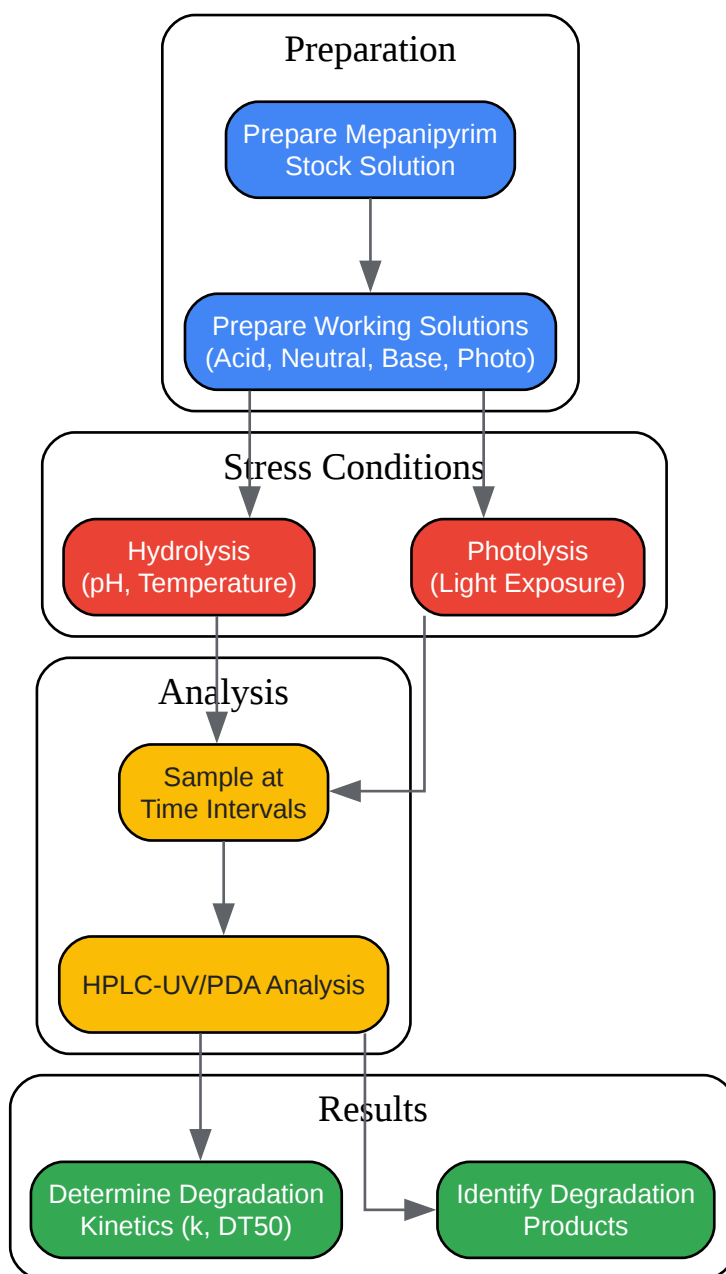 Preparation
Prepare Mepanipyrim
Stock Solution
Prepare Working Solutions
(Acid, Neutral, Base, Photo)
Stress Conditions
Hydrolysis
(pH, Temperature)
Photolysis
(Light Exposure)
Analysis
Sample at
Time Intervals
HPLC-UV/PDA Analysis
Results
Determine Degradation
Kinetics (k, DT50)
Identify Degradation
Products